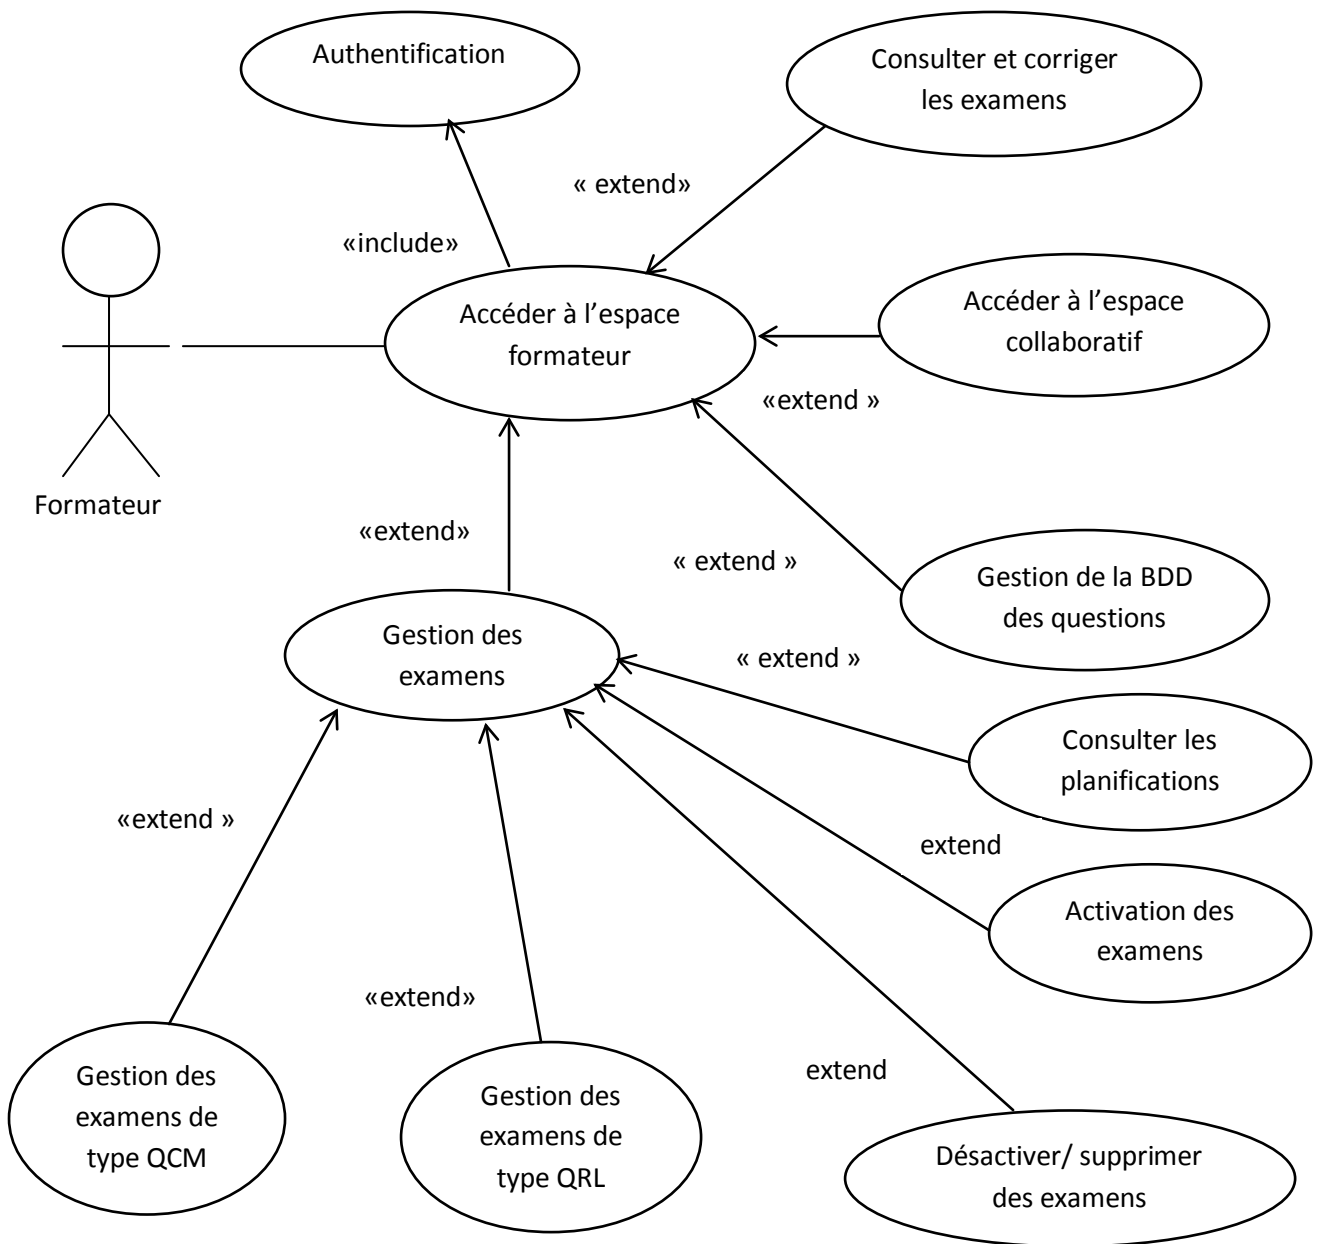 Authentification
Consulter et corriger
les examens
« extend»
«include»
Accéder à l’espace
formateur
Accéder à l’espace
collaboratif
«extend »
Formateur
«extend»
« extend »
Gestion de la BDD
des questions
Gestion des
examens
« extend »
Consulter les
planifications
«extend »
extend
Activation des
examens
«extend»
extend
Gestion des
examens de
type QCM
Gestion des
examens de
type QRL
Désactiver/ supprimer
des examens